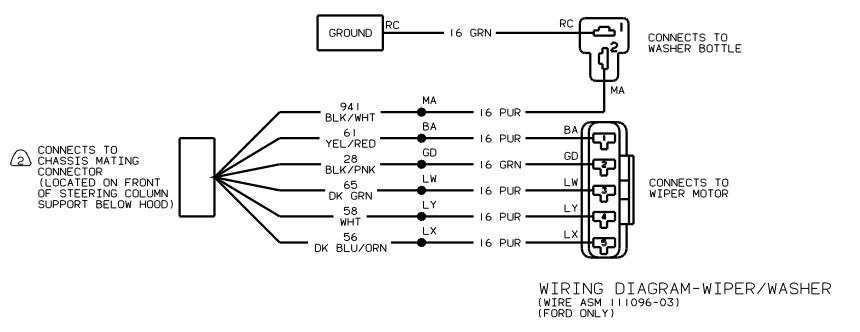 GROUND
RC
16 GRN
RC
1
2
CONNECTS TO
WASHER BOTTLE
MA
941
BLK/WHT
MA
16 PUR
61
YEL/RED
BA
16 PUR
BA
1
28
BLK/PNK
GD
16 GRN
GD
2
65
DK GRN
LW
16 PUR
LW
3
58
WHT
LY
16 PUR
LY
4
56
DK BLU/ORN
LX
16 PUR
LX
5
2
CONNECTS TO
CHASSIS MATING
CONNECTOR
(LOCATED ON FRONT
OF STEERING COLUMN
SUPPORT BELOW HOOD)
CONNECTS TO
WIPER MOTOR
WIRING DIAGRAM-WIPER/WASHER
(WIRE ASM 111096-03)
(FORD ONLY)